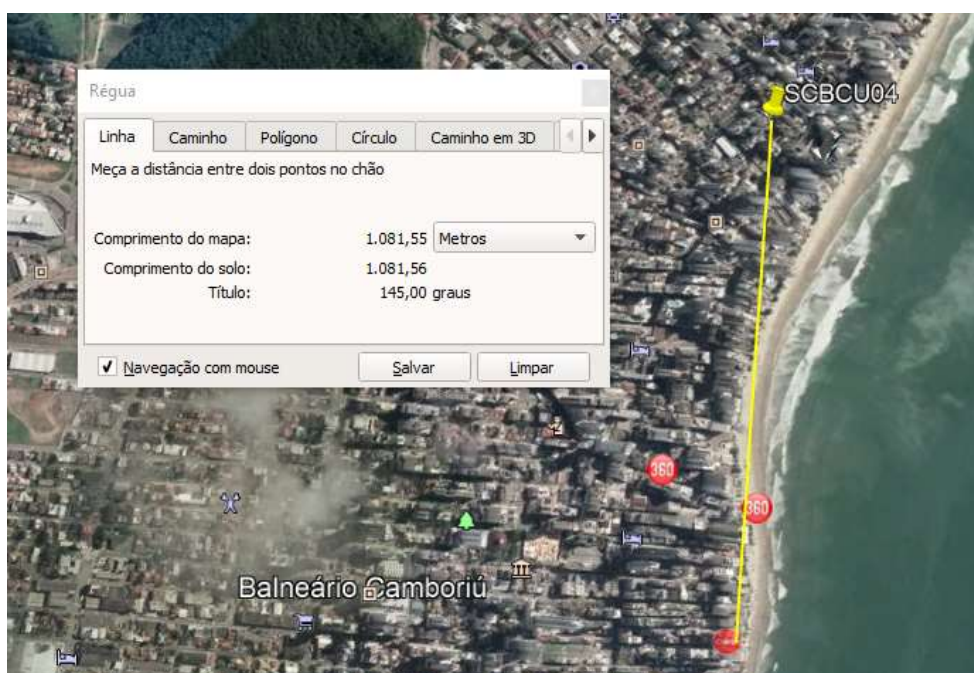 Régua
SCBCU04
Linha Caminho Polígono Círculo Caminho em 3D
Meça a distância entre dois pontos no chão
Comprimento do mapa: 1.081,55 Metros
Comprimento do solo: 1.081,56
Título: 145,00 graus
Navegação com mouse Salvar Limpar
360
360
Balneário Camboriú